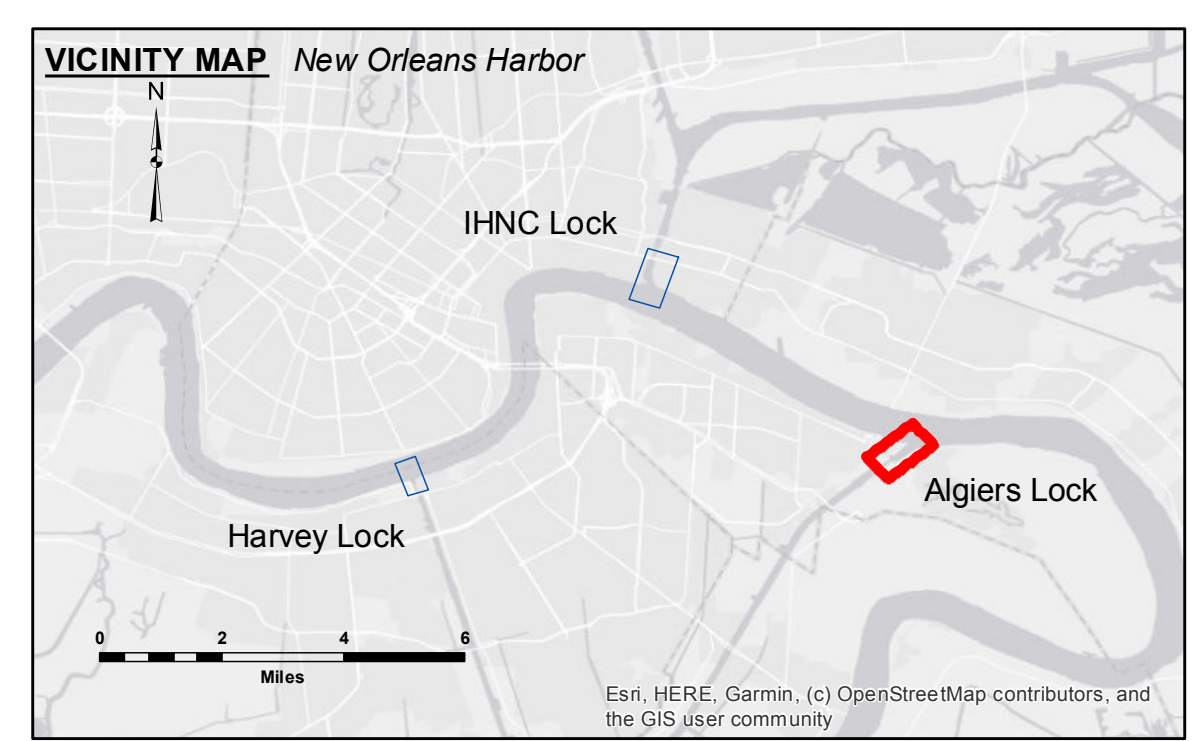 VICINITY MAP New Orleans Harbor
N
IHNC Lock
Algiers Lock
Harvey Lock
0 2 4 6
Miles
Esri, HERE, Garmin, (c) OpenStreetMap contributors, and
the GIS user community